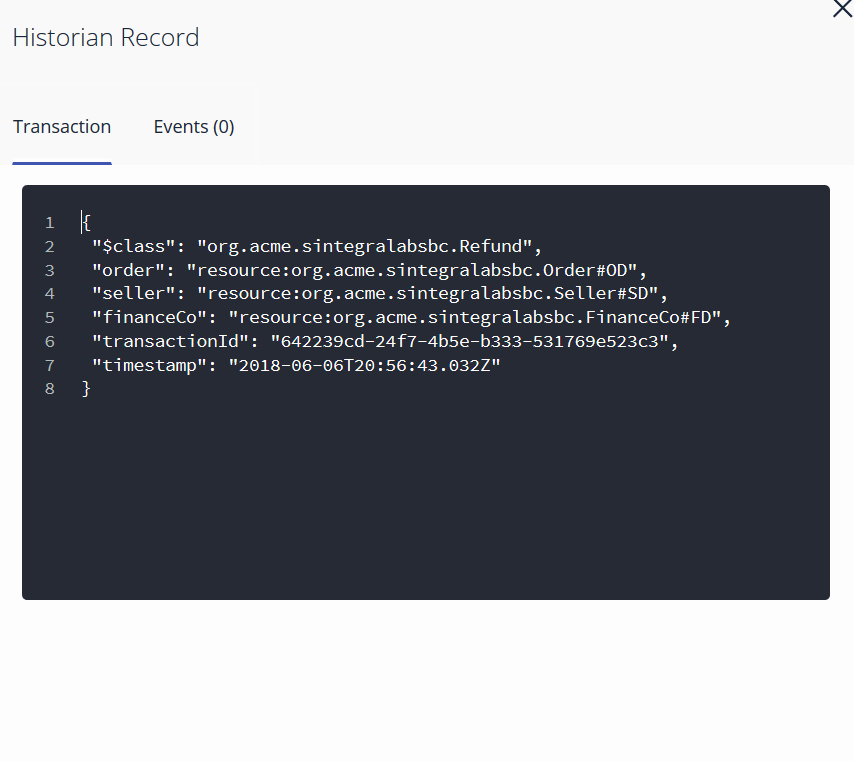 Historian Record
Transaction
Events (0)
1 {
2 "$class": "org.acme.sintegralabsbc.Refund",
3 "order": "resource:org.acme.sintegralabsbc.Order#OD",
4 "seller": "resource:org.acme.sintegralabsbc.Seller#SD",
5 "financeCo": "resource:org.acme.sintegralabsbc.FinanceCo#FD",
6 "transactionId": "642239cd-24f7-4b5e-b333-531769e523c3",
7 "timestamp": "2018-06-06T20:56:43.032Z"
8 }